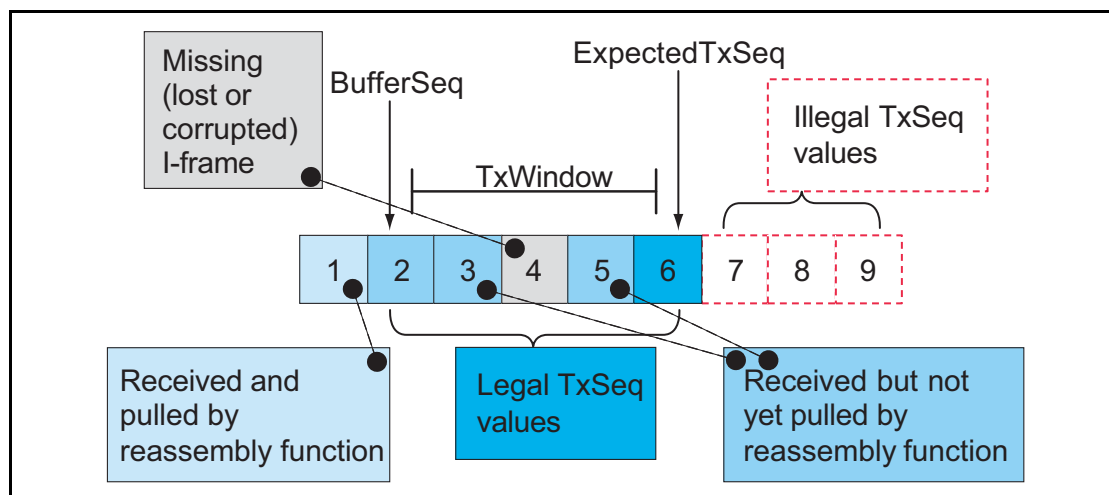 Missing
(lost or
corrupted)
I-frame
BufferSeq
ExpectedTxSeq
TxWindow
Illegal TxSeq
values
1 2 3 4 5 6 7 8 9
Received and
pulled by
reassembly function
Legal TxSeq
values
Received but not
yet pulled by
reassembly function